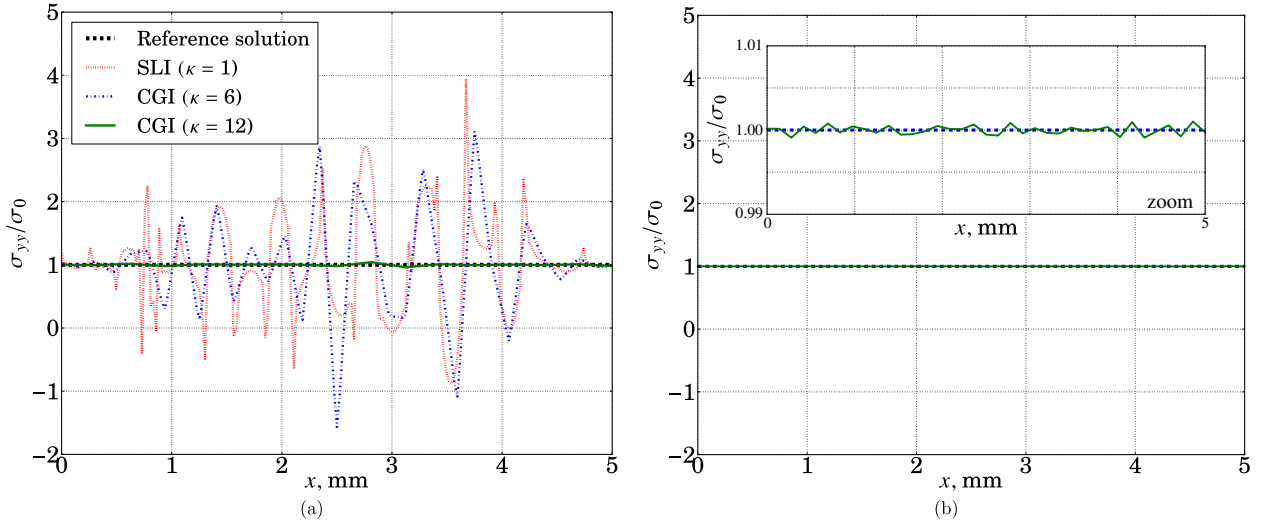 5
4
3
2
1
0
−1
−2
σyy/σ0
Reference solution
SLI (κ = 1)
CGI (κ = 6)
CGI (κ = 12)
0 1 2 3 4 5
x, mm
(a)
5
4
3
2
1
0
−1
−2
σyy/σ0
1.01
1.00
0.99
σyy/σ0
zoom
0 5
x, mm
0 1 2 3 4 5
x, mm
(b)